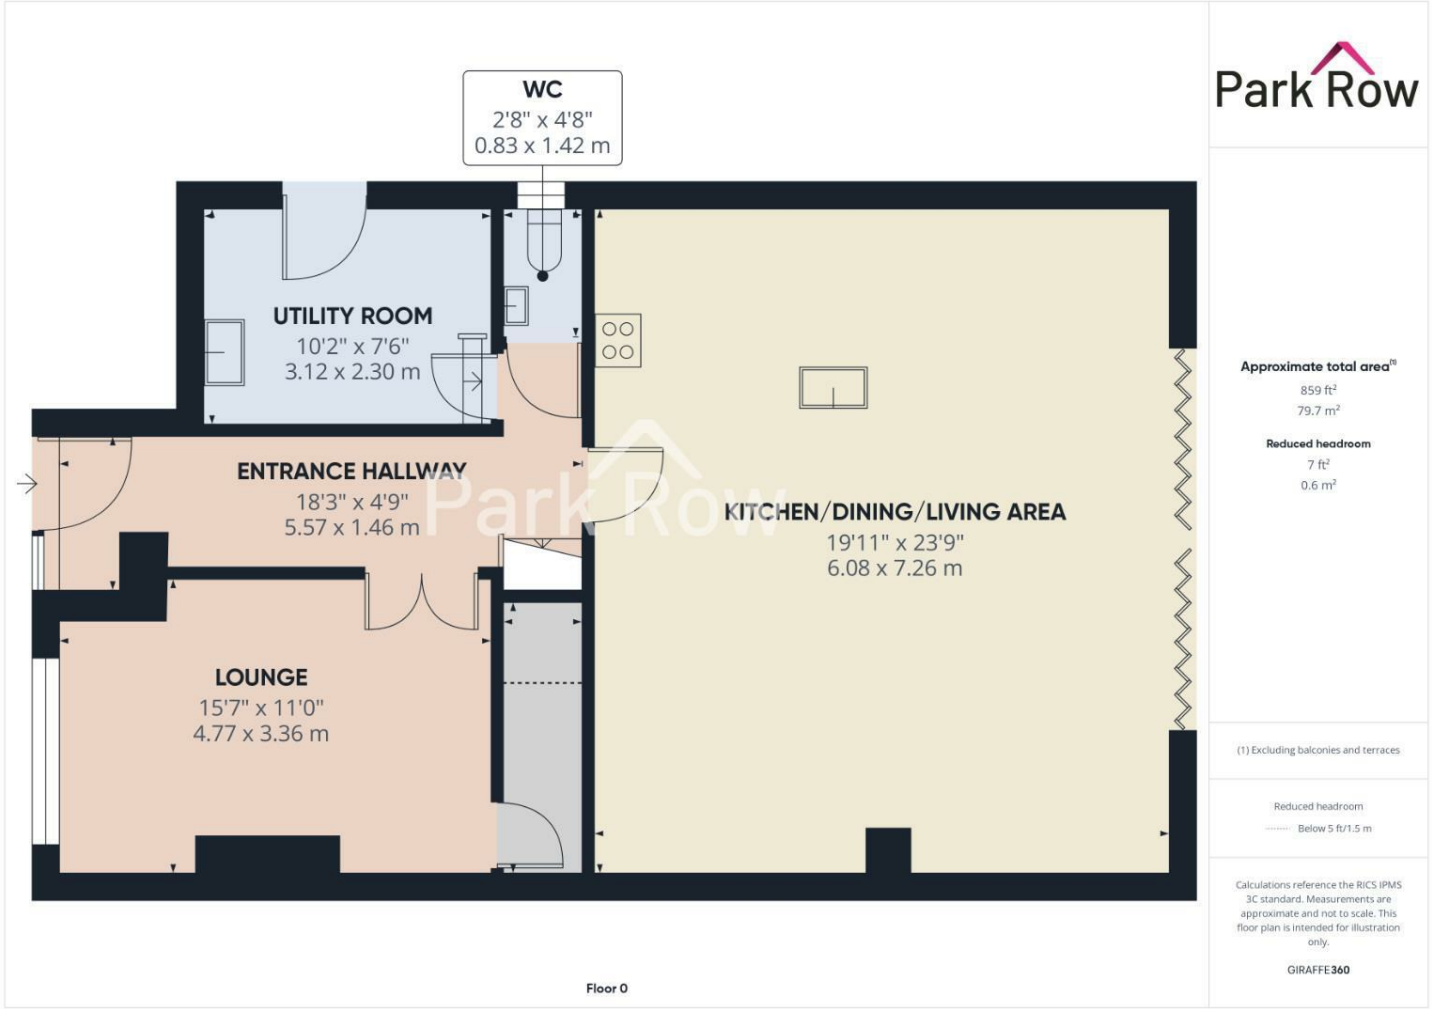 WC
2'8" x 4'8"
0.83 x 1.42 m
UTILITY ROOM
10'2" x 7'6"
3.12 x 2.30 m
ENTRANCE HALLWAY
18'3" x 4'9"
5.57 x 1.46 m
Park Row
KITCHEN/DINING/LIVING AREA
19'11" x 23'9"
6.08 x 7.26 m
LOUNGE
15'7" x 11'0"
4.77 x 3.36 m
Floor 0
Park Row
Approximate total area⁽¹⁾
859 ft²
79.7 m²
Reduced headroom
7 ft²
0.6 m²
(1) Excluding balconies and terraces
Reduced headroom
Below 5 ft/1.5 m
Calculations reference the RICS IPMS
3C standard. Measurements are
approximate and not to scale. This
floor plan is intended for illustration
only.
GIRAFFE360